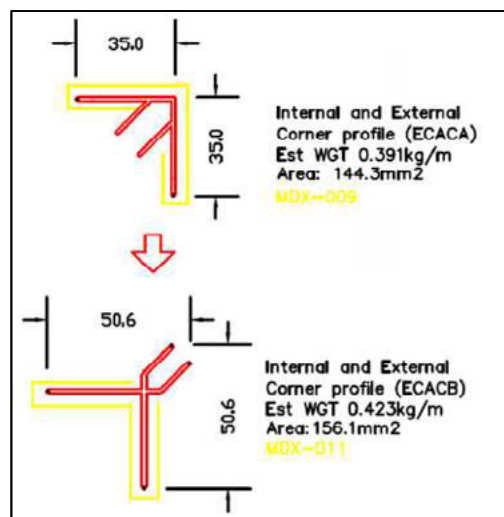 35.0
35.0
Internal and External
Corner profile (ECACA)
Est WGT 0.391kg/m
Area: 144.3mm2
MDX-009
50.6
50.6
Internal and External
Corner profile (ECACB)
Est WGT 0.423kg/m
Area: 156.1mm2
MDX-011